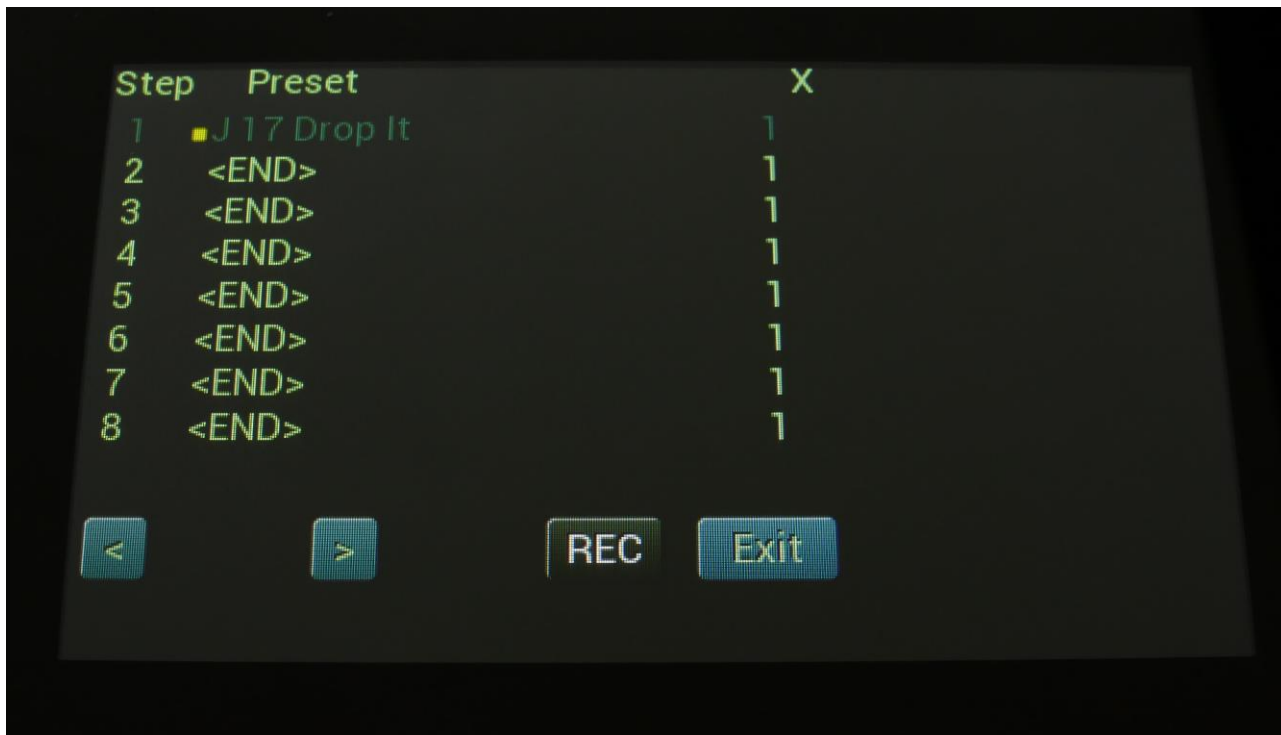 Step Preset X
1 J 17 Drop It 1
2 <END> 1
3 <END> 1
4 <END> 1
5 <END> 1
6 <END> 1
7 <END> 1
8 <END> 1
< > REC Exit